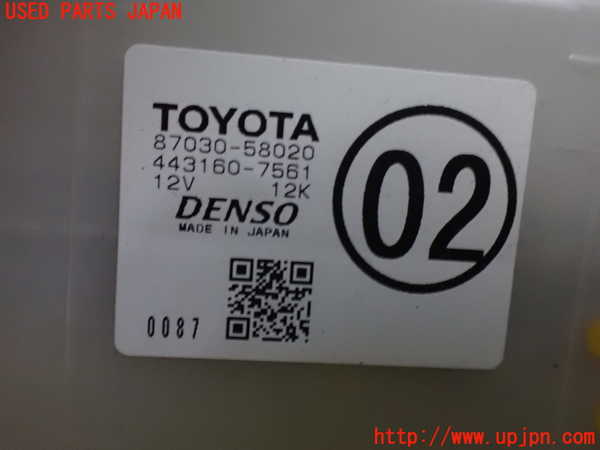 USED PARTS JAPAN
TOYOTA
87030-58020
443160-7561
12V 12K
DENSO
MADE IN JAPAN
02
0087
UPJ
http://www.upjpn.com/